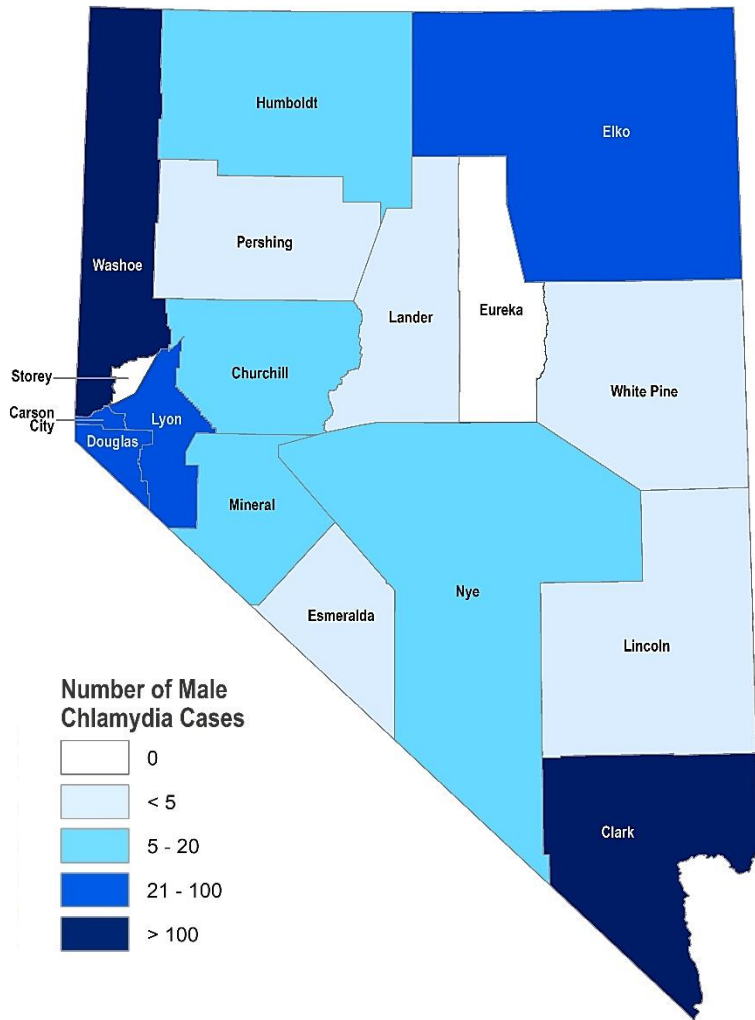 Humboldt
Elko
Pershing
Washoe
Lander
Eureka
Storey
Churchill
White Pine
Carson
City
Lyon
Douglas
Mineral
Nye
Esmeralda
Lincoln
Number of Male
Chlamydia Cases
0
< 5
5 - 20
21 - 100
> 100
Clark